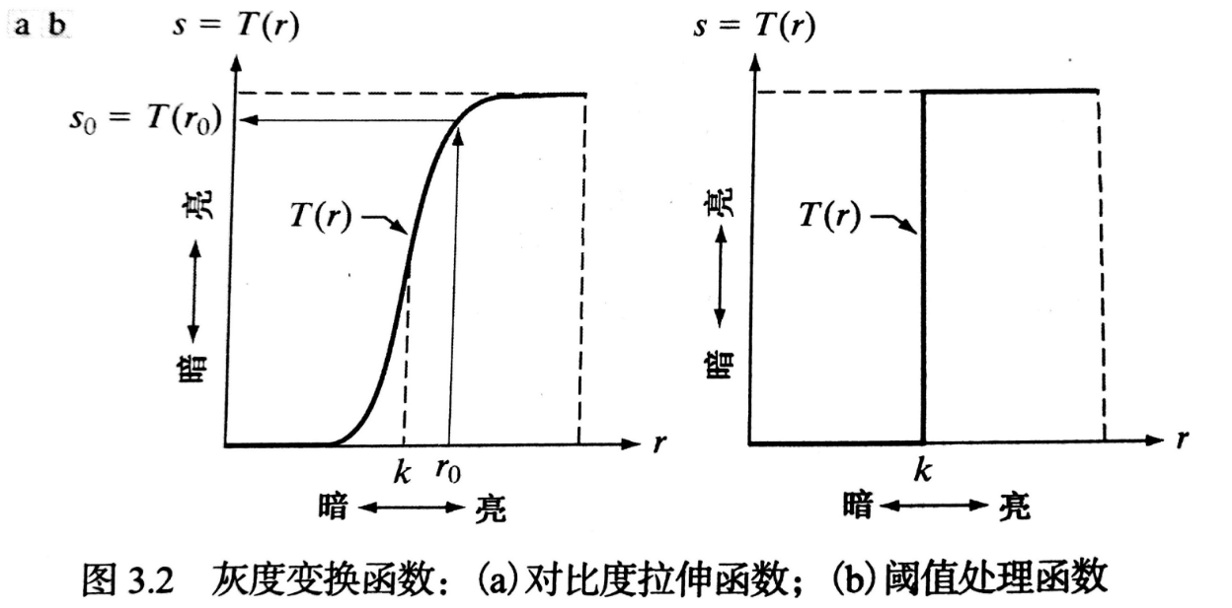 a b
s = T(r)
s₀ = T(r₀)
T(r)
亮
暗
k r₀
r
暗 亮
s = T(r)
T(r)
亮
暗
k
r
暗 亮
图 3.2 灰度变换函数：(a)对比度拉伸函数；(b)阈值处理函数